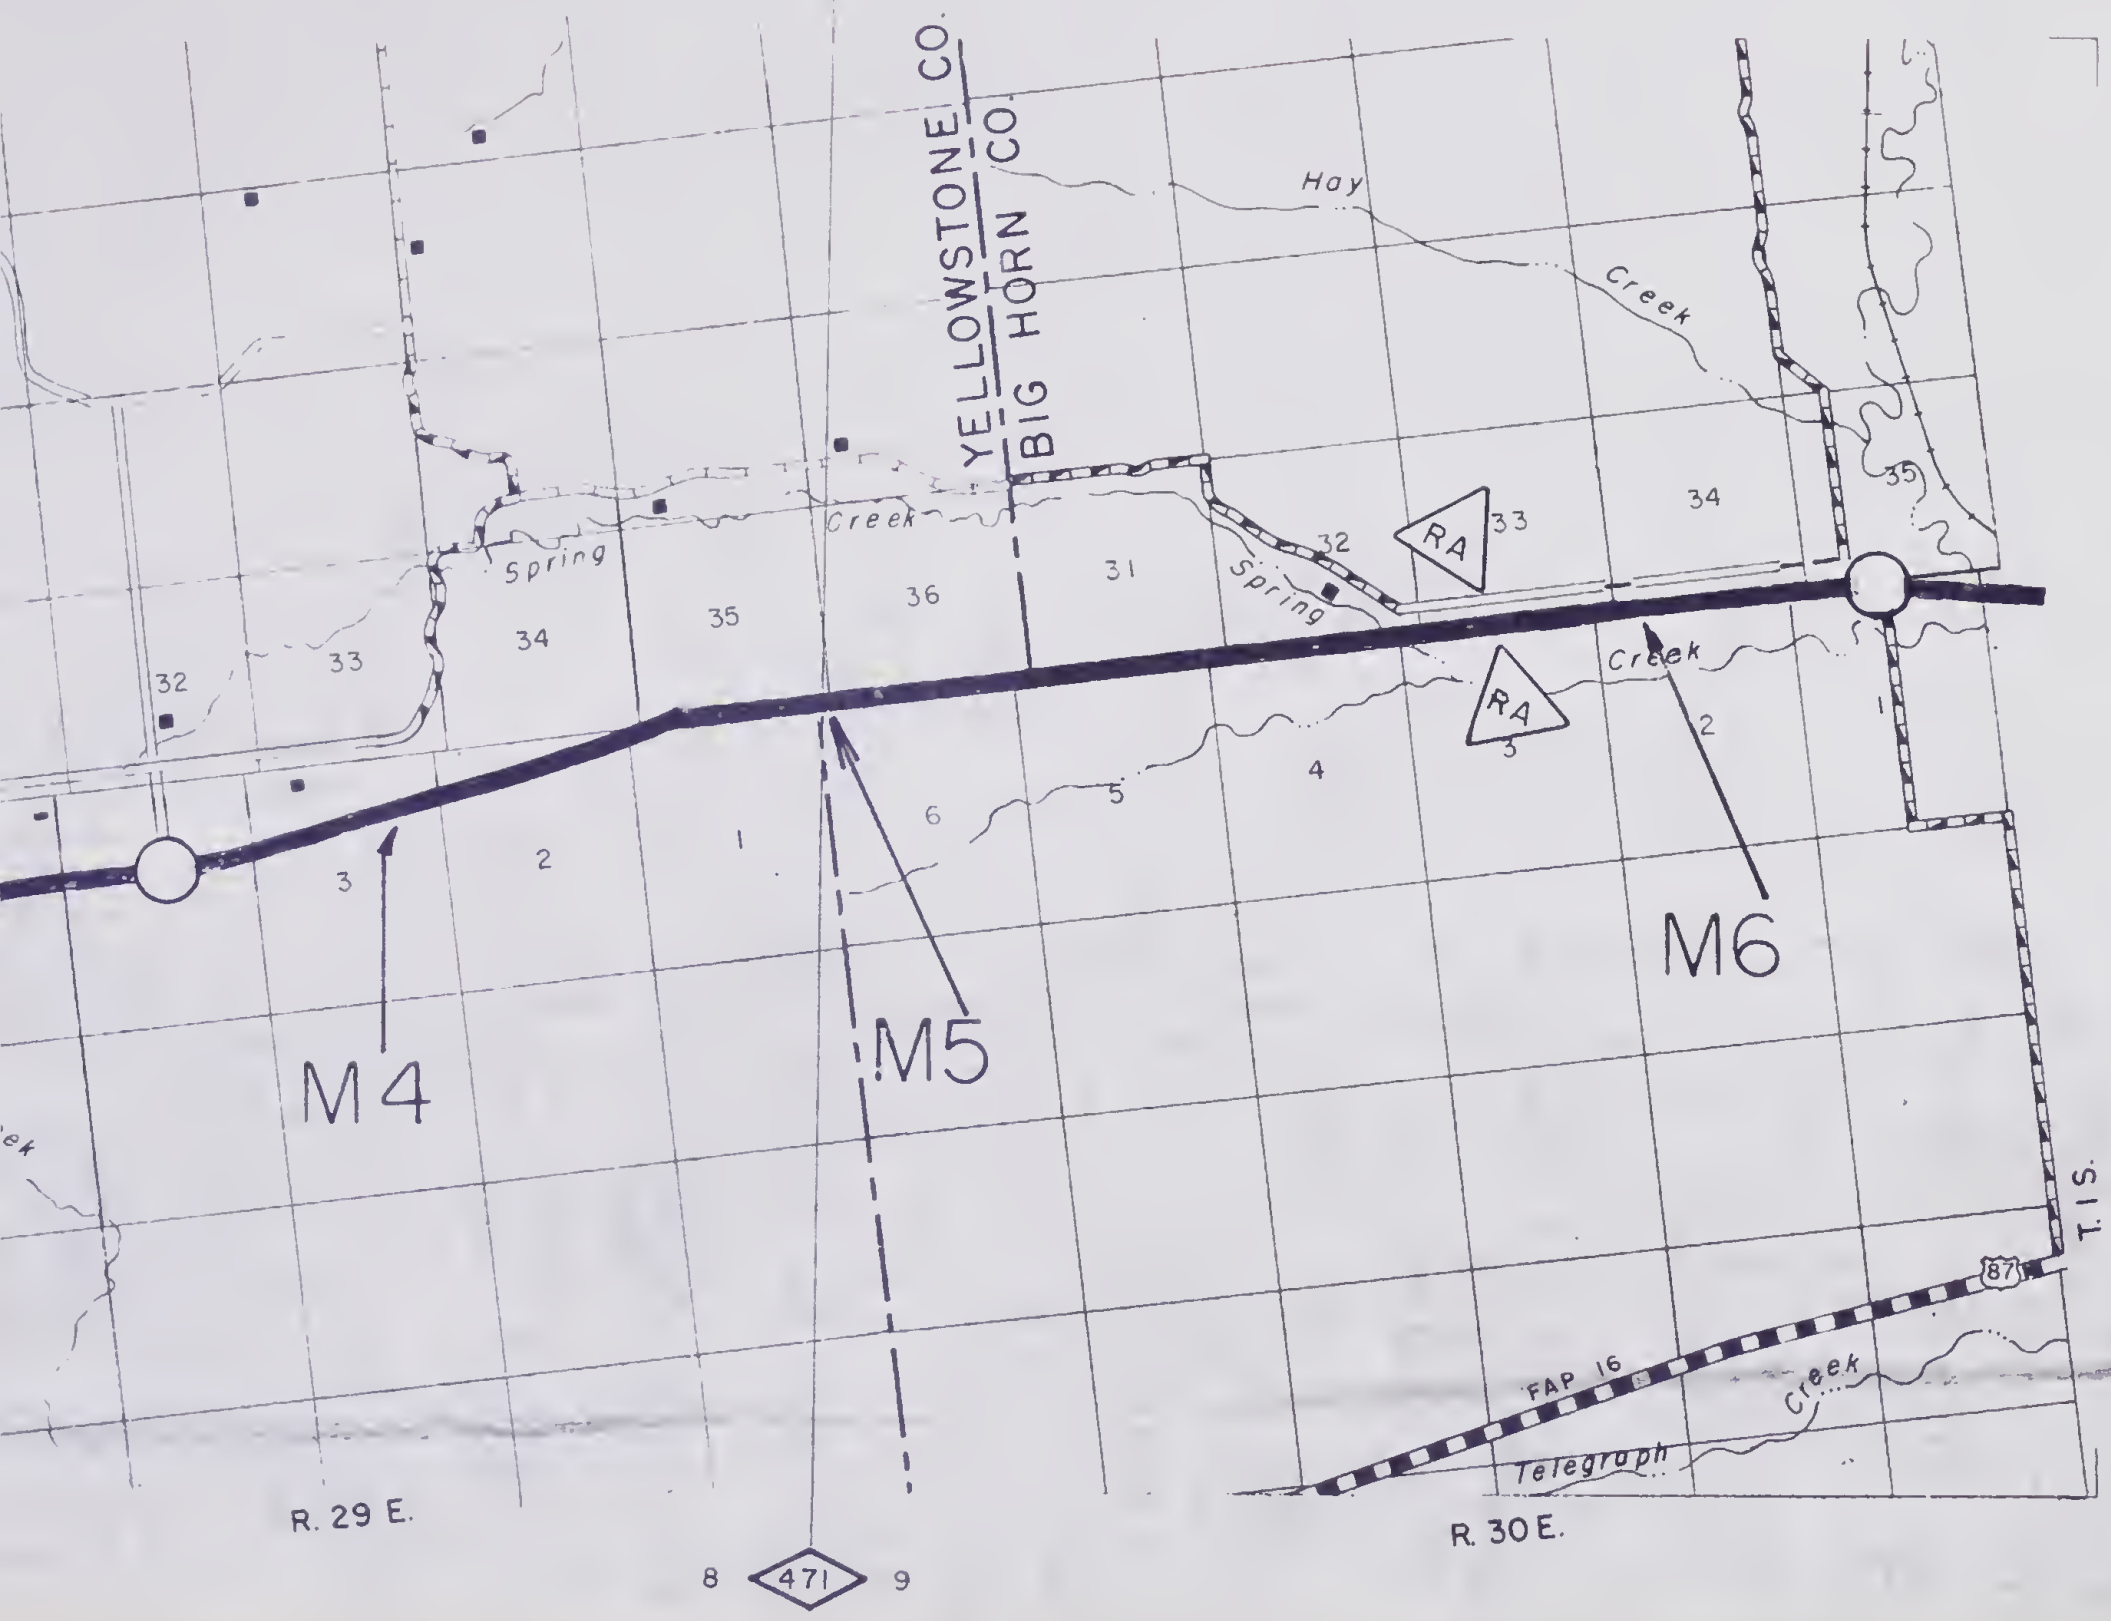 YELLOWSTONE CO.
BIG HORN CO.
Hay
Creek
35
34
RA
33
32
Creek
Spring
31
Spring
36
35
34
33
32
Creek
RA
1
2
3
4
5
6
1
2
3
M6
M5
M4
T. 1 S.
87
FAP 16
Creek
Telegraph
R. 29 E.
R. 30 E.
8
471
9